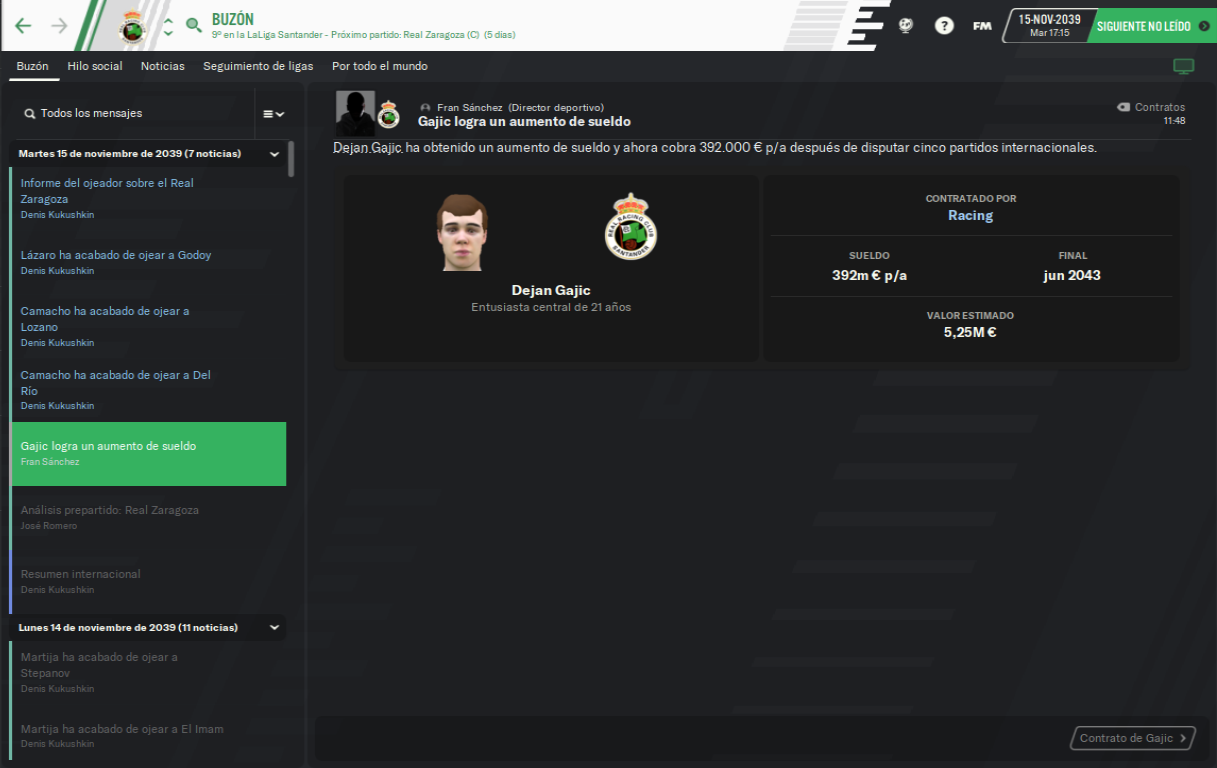 BUZÓN
9º en la LaLiga Santander - Próximo partido: Real Zaragoza (C) (5 días)
?
FM
15-NOV-2039
Mar 17:15
SIGUIENTE NO LEÍDO
Buzón
Hilo social
Noticias
Seguimiento de ligas
Por todo el mundo
Todos los mensajes
Martes 15 de noviembre de 2039 (7 noticias)
Informe del ojeador sobre el Real
Zaragoza
Denis Kukushkin
Lázaro ha acabado de ojear a Godoy
Denis Kukushkin
Camacho ha acabado de ojear a
Lozano
Denis Kukushkin
Camacho ha acabado de ojear a Del
Río
Denis Kukushkin
Gajic logra un aumento de sueldo
Fran Sánchez
Análisis prepartido: Real Zaragoza
José Romero
Resumen internacional
Denis Kukushkin
Lunes 14 de noviembre de 2039 (11 noticias)
Martija ha acabado de ojear a
Stepanov
Denis Kukushkin
Martija ha acabado de ojear a El Imam
Denis Kukushkin
Fran Sánchez (Director deportivo)
Gajic logra un aumento de sueldo
Contratos
11:48
Dejan Gajic ha obtenido un aumento de sueldo y ahora cobra 392.000 € p/a después de disputar cinco partidos internacionales.
REAL RACING CLUB
SANTANDER
Dejan Gajic
Entusiasta central de 21 años
CONTRATADO POR
Racing
SUELDO
392m € p/a
FINAL
jun 2043
VALOR ESTIMADO
5,25M €
Contrato de Gajic